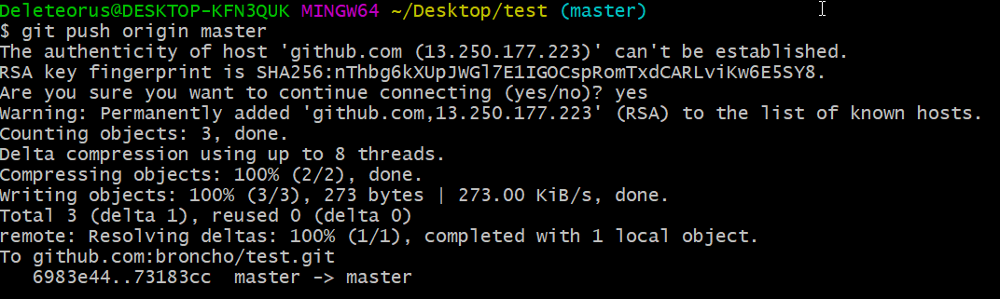 Deleteorus@DESKTOP-KFN3QUK MINGW64 ~/Desktop/test (master)
$ git push origin master
The authenticity of host 'github.com (13.250.177.223)' can't be established.
RSA key fingerprint is SHA256:nThbg6kXUpJWGl7E1IGOCspRomTxdCARLviKw6E5SY8.
Are you sure you want to continue connecting (yes/no)? yes
Warning: Permanently added 'github.com,13.250.177.223' (RSA) to the list of known hosts.
Counting objects: 3, done.
Delta compression using up to 8 threads.
Compressing objects: 100% (2/2), done.
Writing objects: 100% (3/3), 273 bytes | 273.00 KiB/s, done.
Total 3 (delta 1), reused 0 (delta 0)
remote: Resolving deltas: 100% (1/1), completed with 1 local object.
To github.com:broncho/test.git
   6983e44..73183cc  master -> master